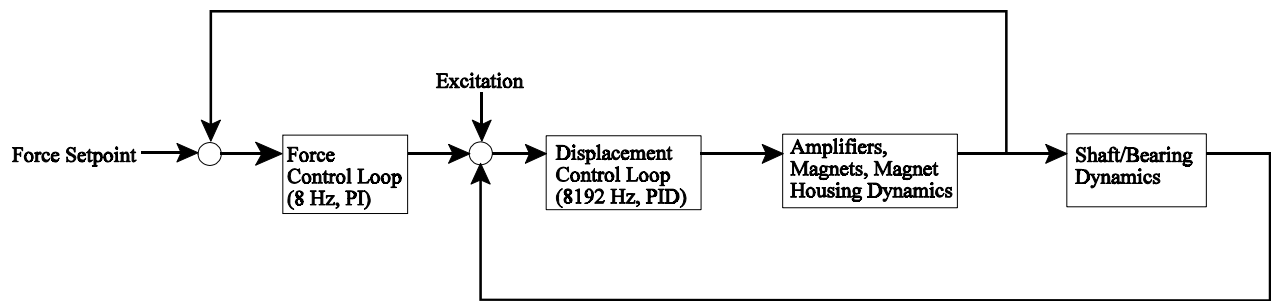 Excitation
Force Setpoint
Force
Control Loop
(8 Hz, PI)
Displacement
Control Loop
(8192 Hz, PID)
Amplifiers,
Magnets, Magnet
Housing Dynamics
Shaft/Bearing
Dynamics